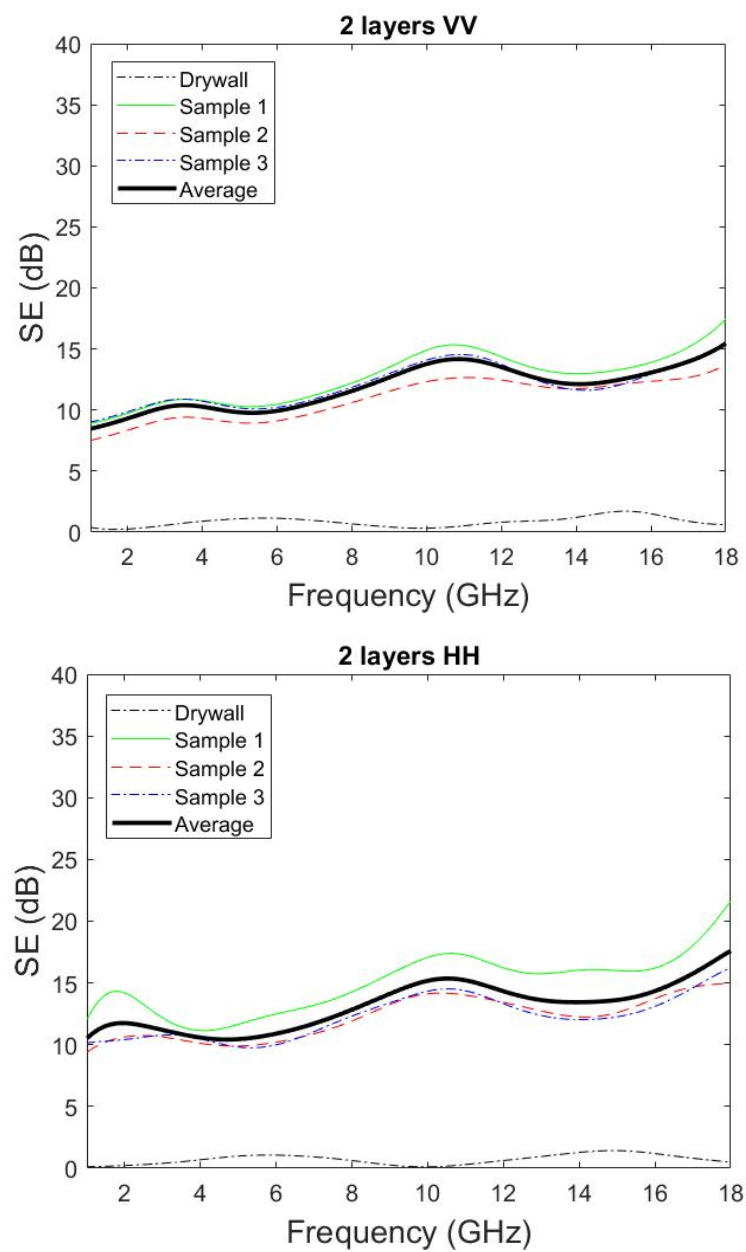 2 layers VV
40
35
30
25
20
15
10
5
0
SE (dB)
Drywall
Sample 1
Sample 2
Sample 3
Average
2 4 6 8 10 12 14 16 18
Frequency (GHz)
2 layers HH
40
35
30
25
20
15
10
5
0
SE (dB)
Drywall
Sample 1
Sample 2
Sample 3
Average
2 4 6 8 10 12 14 16 18
Frequency (GHz)